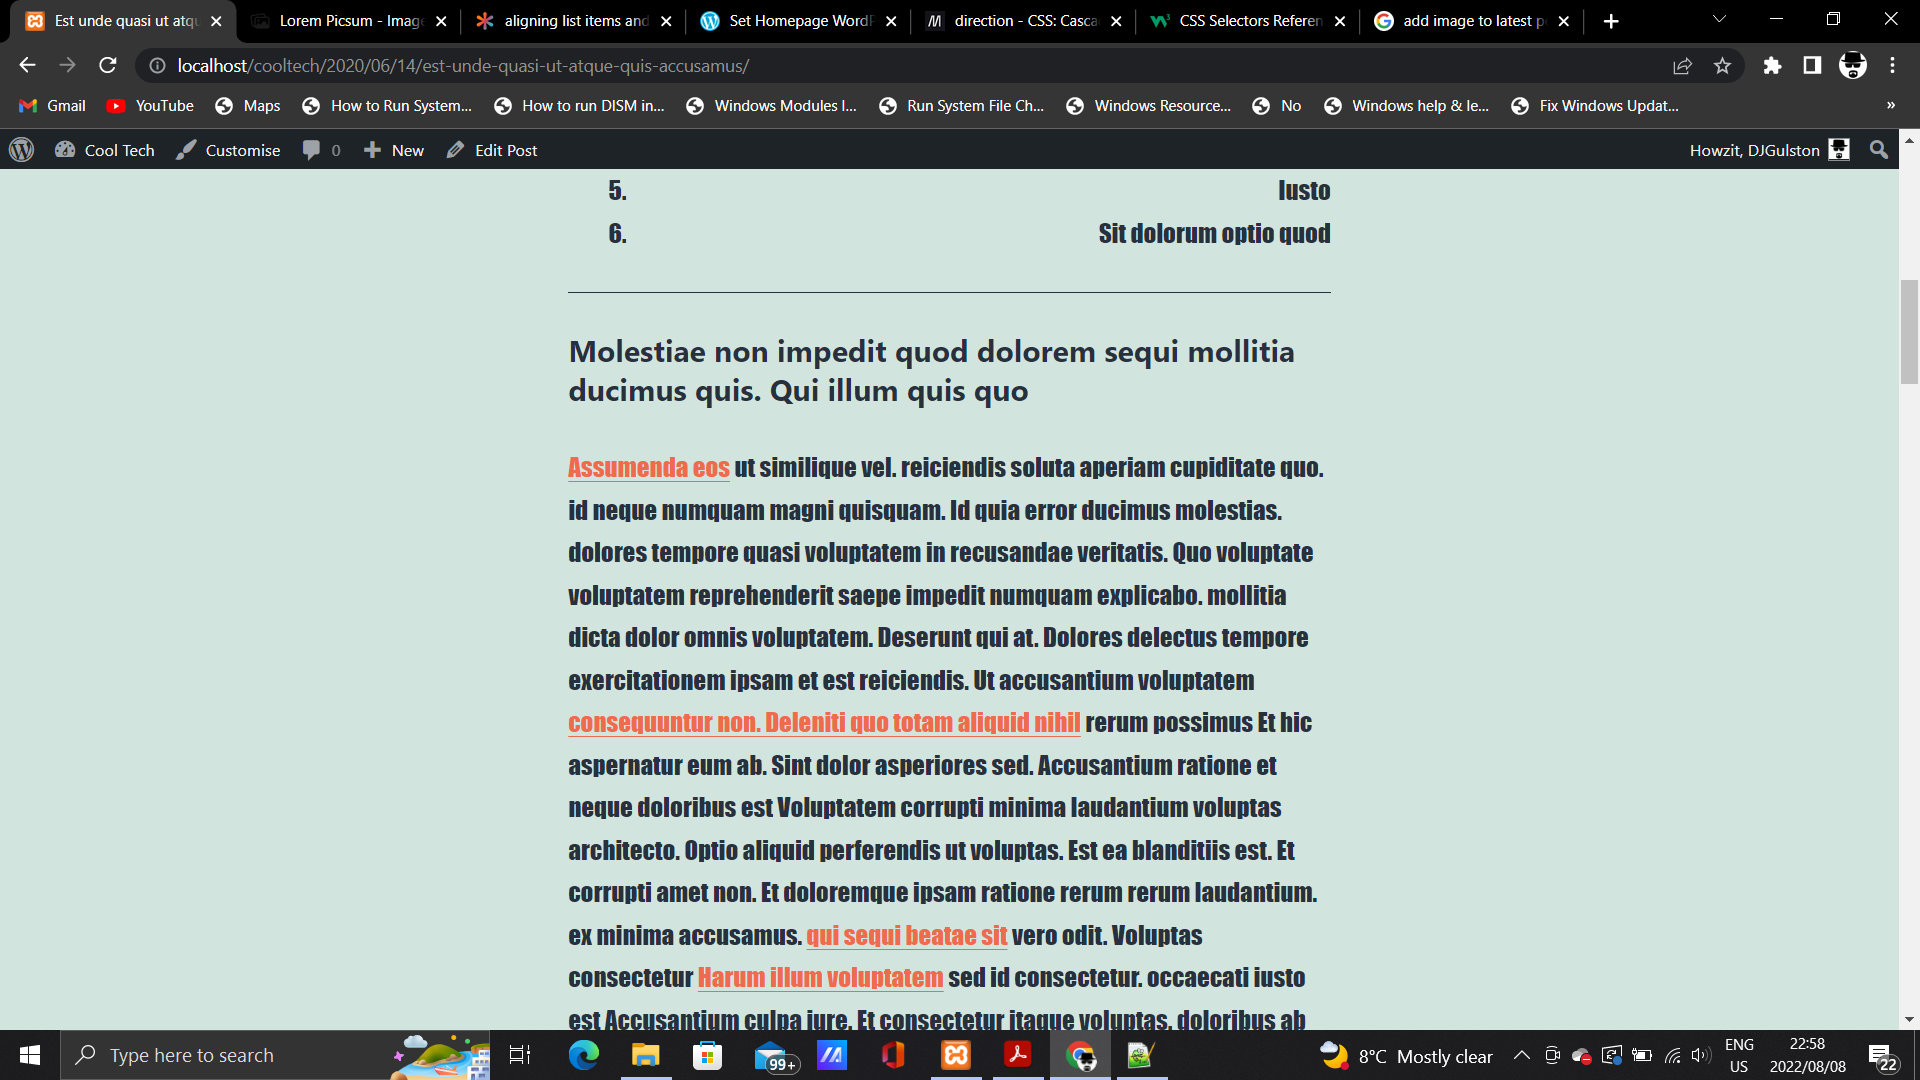 Est unde quasi ut atqu
Lorem Picsum - Image
aligning list items and
Set Homepage WordP
direction - CSS: Casca
CSS Selectors Referen
add image to latest p
localhost/cooltech/2020/06/14/est-unde-quasi-ut-atque-quis-accusamus/
Gmail
YouTube
Maps
How to Run System...
How to run DISM in...
Windows Modules I...
Run System File Ch...
Windows Resource...
No
Windows help & le...
Fix Windows Updat...
»
Cool Tech
Customise
0
New
Edit Post
Howzit, DJGulston
5. Iusto
6. Sit dolorum optio quod
Molestiae non impedit quod dolorem sequi mollitia
ducimus quis. Qui illum quis quo
Assumenda eos ut similique vel. reiciendis soluta aperiam cupiditate quo.
id neque numquam magni quisquam. Id quia error ducimus molestias.
dolores tempore quasi voluptatem in recusandae veritatis. Quo voluptate
voluptatem reprehenderit saepe impedit numquam explicabo. mollitia
dicta dolor omnis voluptatem. Deserunt qui at. Dolores delectus tempore
exercitationem ipsam et est reiciendis. Ut accusantium voluptatem
consequuntur non. Deleniti quo totam aliquid nihil rerum possimus Et hic
aspernatur eum ab. Sint dolor asperiores sed. Accusantium ratione et
neque doloribus est Voluptatem corrupti minima laudantium voluptas
architecto. Optio aliquid perferendis ut voluptas. Est ea blanditiis est. Et
corrupti amet non. Et doloremque ipsam ratione rerum rerum laudantium.
ex minima accusamus. qui sequi beatae sit vero odit. Voluptas
consectetur Harum illum voluptatem sed id consectetur. occaecati iusto
est Accusantium culpa iure. Et consectetur itaque voluptas. doloribus ab
Type here to search
99+
8°C Mostly clear
ENG
US
22:58
2022/08/08
22